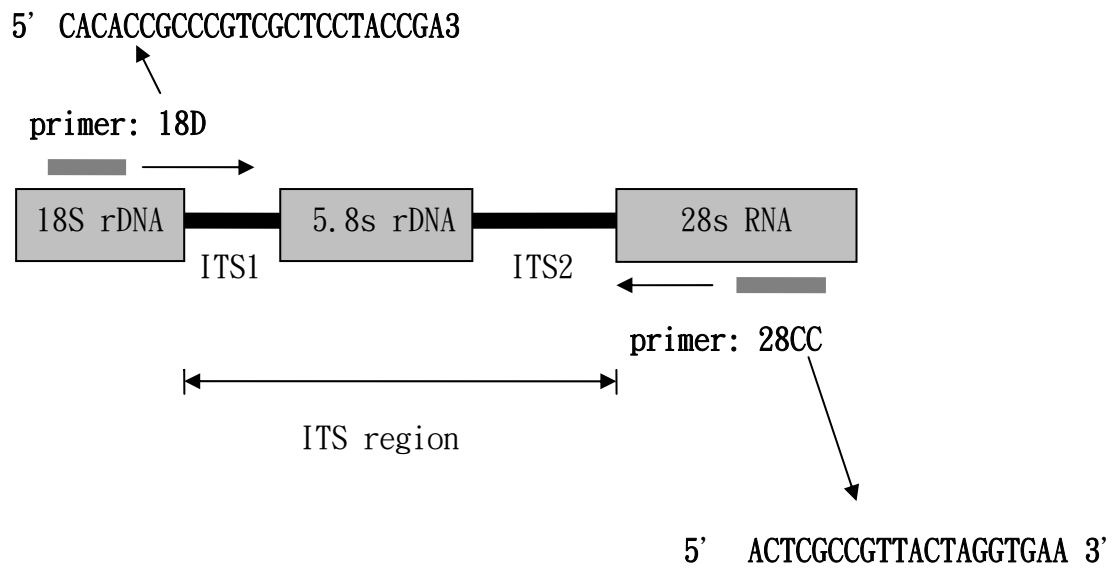 5' CACACCGCCCGTCGCTCCTACCGA3
primer: 18D
18S rDNA
5.8s rDNA
28s RNA
ITS1
ITS2
primer: 28CC
ITS region
5' ACTCGCCGTTACTAGGTGAA 3'